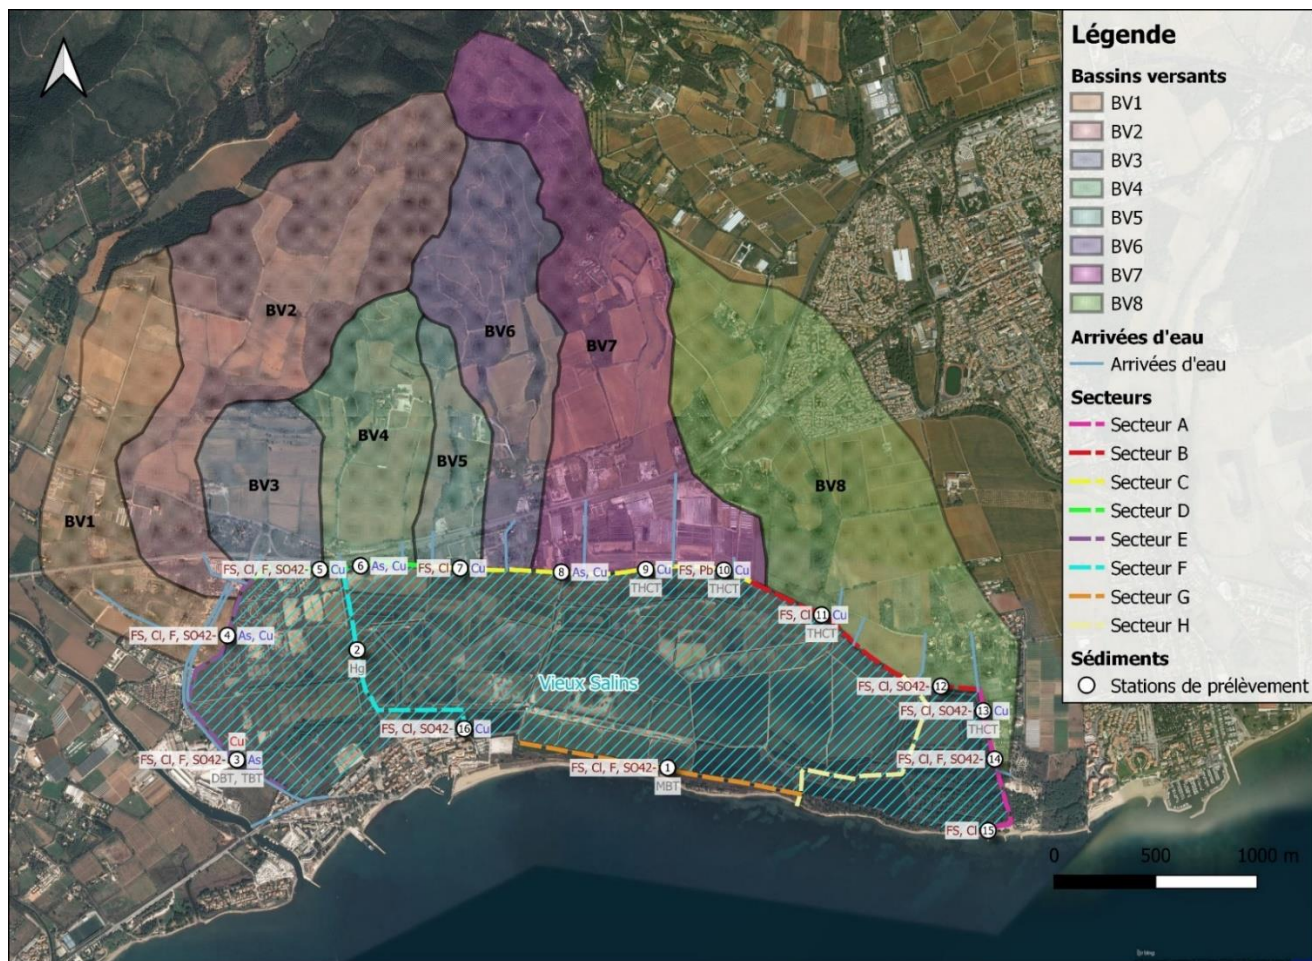 Légende
Bassins versants
BV1
BV2
BV3
BV4
BV5
BV6
BV7
BV8
Arrivées d'eau
Arrivées d'eau
Secteurs
Secteur A
Secteur B
Secteur C
Secteur D
Secteur E
Secteur F
Secteur G
Secteur H
Sédiments
Stations de prélèvement
BV2
BV6
BV7
BV4
BV5
BV3
BV8
BV1
FS, Cl, F, SO42- 5 Cu
6 As, Cu
FS, Cl 7 Cu
8 As, Cu
9 Cu
THCT
FS, Pb 10 Cu
THCT
FS, Cl 11 Cu
THCT
FS, Cl, F, SO42- 4 As, Cu
2
Hg
Vieux Salins
FS, Cl, SO42- 12
FS, Cl, SO42- 13 Cu
THCT
FS, Cl, SO42- 16 Cu
Cu
FS, Cl, F, SO42- 3 As
DBT, TBT
FS, Cl, F, SO42- 1
MBT
FS, Cl, F, SO42- 14
FS, Cl 15
0 500 1000 m
bing